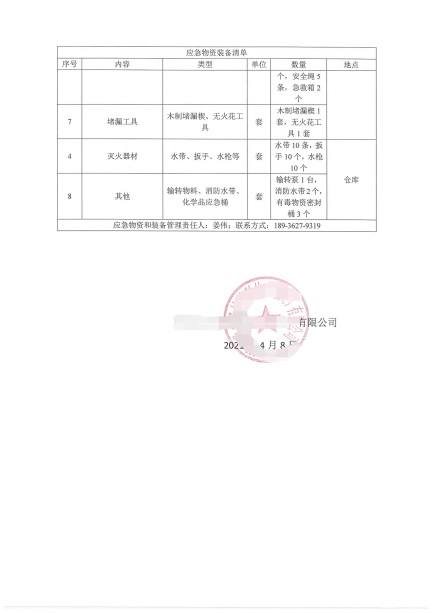 应急物资装备清单
序号 内容 类型 单位 数量 地点
个，安全绳 5
条，急救箱 2
个
7 堵漏工具 木制堵漏楔、无火花工
具 套 木制堵漏楔 1
套，无火花工
具 1 套
4 灭火器材 水带、扳手、水枪等 套 水带 10 条，扳
手 10 个，水枪
10 个
仓库
8 其他 输转物料、消防水带、
化学品应急桶 套 输转泵 1 台，
消防水带 2 个，
有毒物资密封
桶 3 个
应急物资和装备管理责任人：姜伟；联系方式：189-3627-9319
有限公司
4 月 8